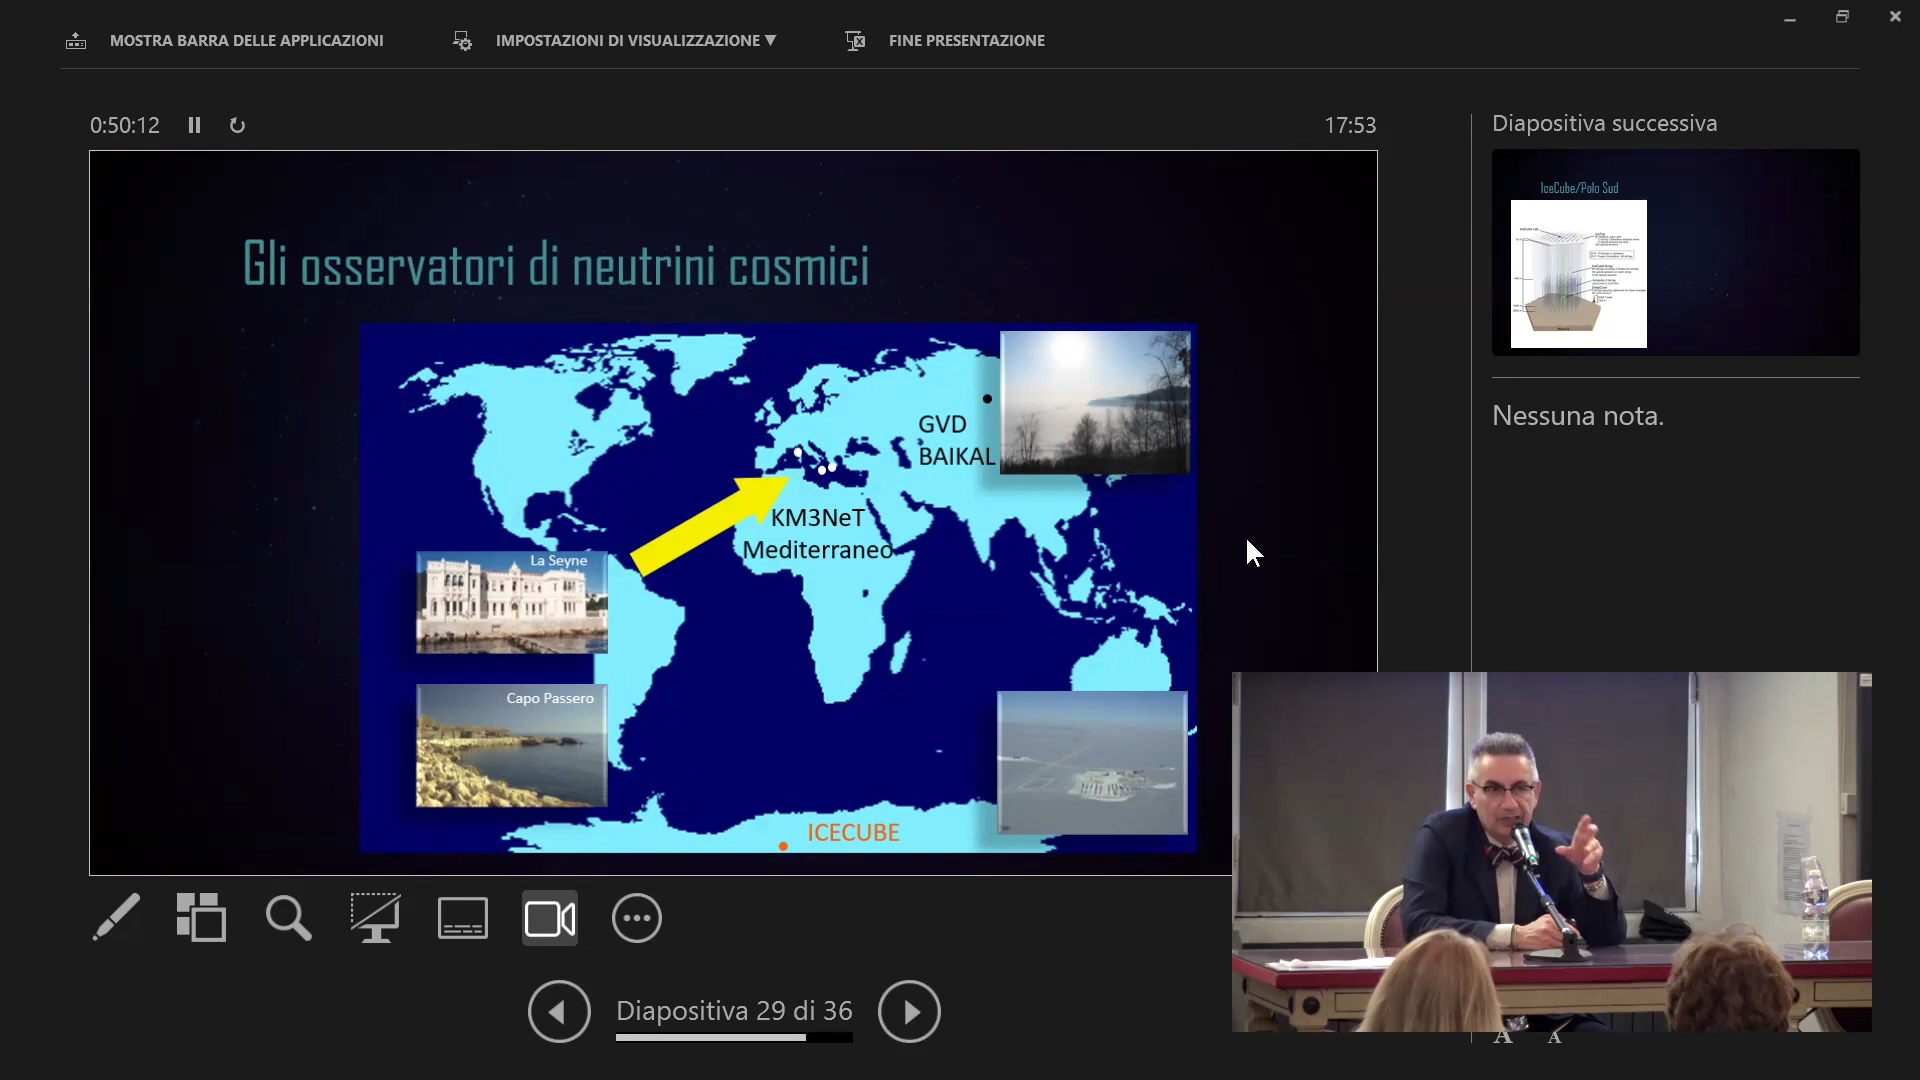 MOSTRA BARRA DELLE APPLICAZIONI
IMPOSTAZIONI DI VISUALIZZAZIONE ▼
FINE PRESENTAZIONE
0:50:12
17:53
Diapositiva successiva
IceCube/Polo Sud
Nessuna nota.
Gli osservatori di neutrini cosmici
GVD
BAIKAL
KM3NeT
Mediterraneo
La Seyne
Capo Passero
ICECUBE
Diapositiva 29 di 36
A A